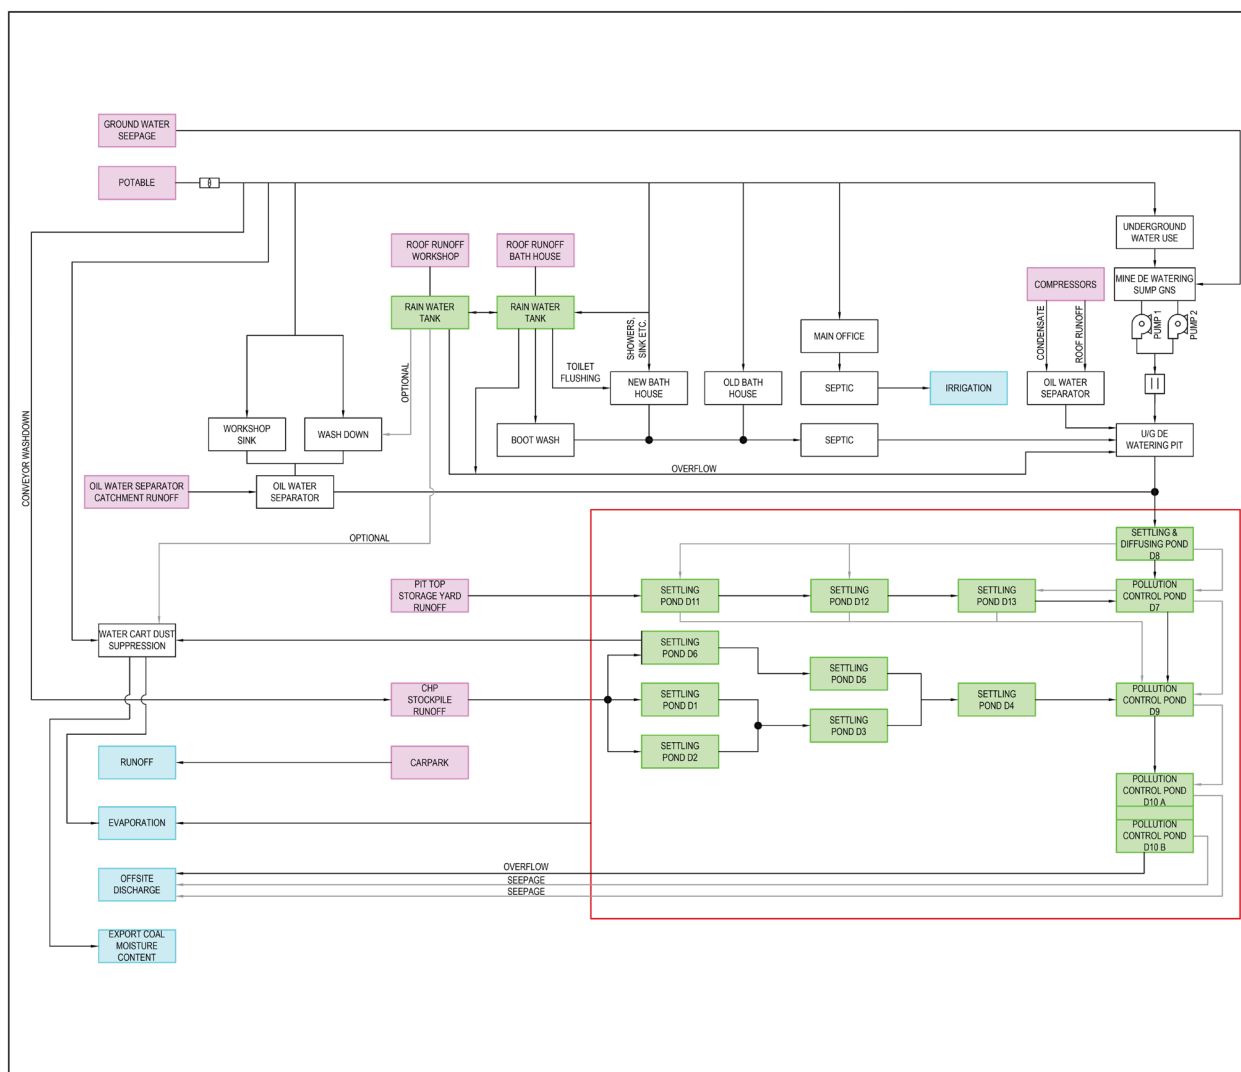 GROUND WATER
SEEPAGE
POTABLE
UNDERGROUND
WATER USE
ROOF RUNOFF
WORKSHOP
ROOF RUNOFF
BATH HOUSE
COMPRESSORS
MINE DE WATERING
SUMP GNS
RAIN WATER
TANK
RAIN WATER
TANK
SHOWERS,
SINK ETC.
MAIN OFFICE
CONDENSATE
ROOF RUNOFF
PUMP 1
PUMP 2
OPTIONAL
TOILET
FLUSHING
NEW BATH
HOUSE
OLD BATH
HOUSE
SEPTIC
IRRIGATION
OIL WATER
SEPARATOR
WORKSHOP
SINK
WASH DOWN
BOOT WASH
SEPTIC
U/G DE
WATERING PIT
CONVEYOR WASHDOWN
OVERFLOW
OIL WATER SEPARATOR
CATCHMENT RUNOFF
OIL WATER
SEPARATOR
OPTIONAL
SETTLING &
DIFFUSING POND
D8
PIT TOP
STORAGE YARD
RUNOFF
SETTLING
POND D11
SETTLING
POND D12
SETTLING
POND D13
POLLUTION
CONTROL POND
D7
WATER CART DUST
SUPPRESSION
SETTLING
POND D6
SETTLING
POND D5
CHP
STOCKPILE
RUNOFF
SETTLING
POND D1
SETTLING
POND D4
POLLUTION
CONTROL POND
D9
SETTLING
POND D3
SETTLING
POND D2
RUNOFF
CARPARK
POLLUTION
CONTROL POND
D10 A
EVAPORATION
POLLUTION
CONTROL POND
D10 B
OVERFLOW
OFFSITE
DISCHARGE
SEEPAGE
SEEPAGE
EXPORT COAL
MOISTURE
CONTENT